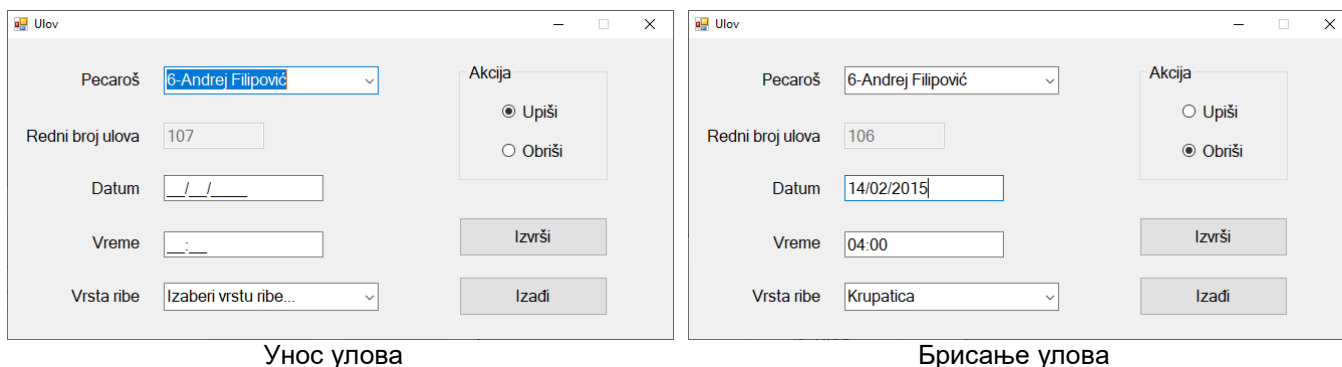 Ulov
Pecaroš
6-Andrej Filipović
Akcija
Upiši
Redni broj ulova
107
Obriši
Datum
__/__/____
Vreme
__:__
Izvrši
Vrsta ribe
Izaberi vrstu ribe...
Izađi
Унос улова
Ulov
Pecaroš
6-Andrej Filipović
Akcija
Upiši
Redni broj ulova
106
Obriši
Datum
14/02/2015
Vreme
04:00
Izvrši
Vrsta ribe
Krupatica
Izađi
Брисање улова